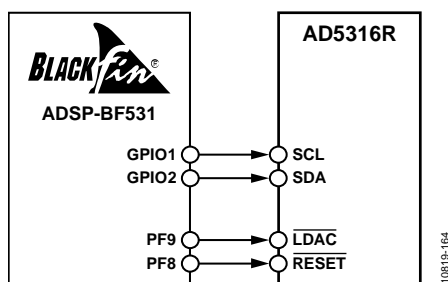 BLACKfin®
ADSP-BF531
AD5316R
GPIO1
SCL
GPIO2
SDA
PF9
LDAC
PF8
RESET
10819-164